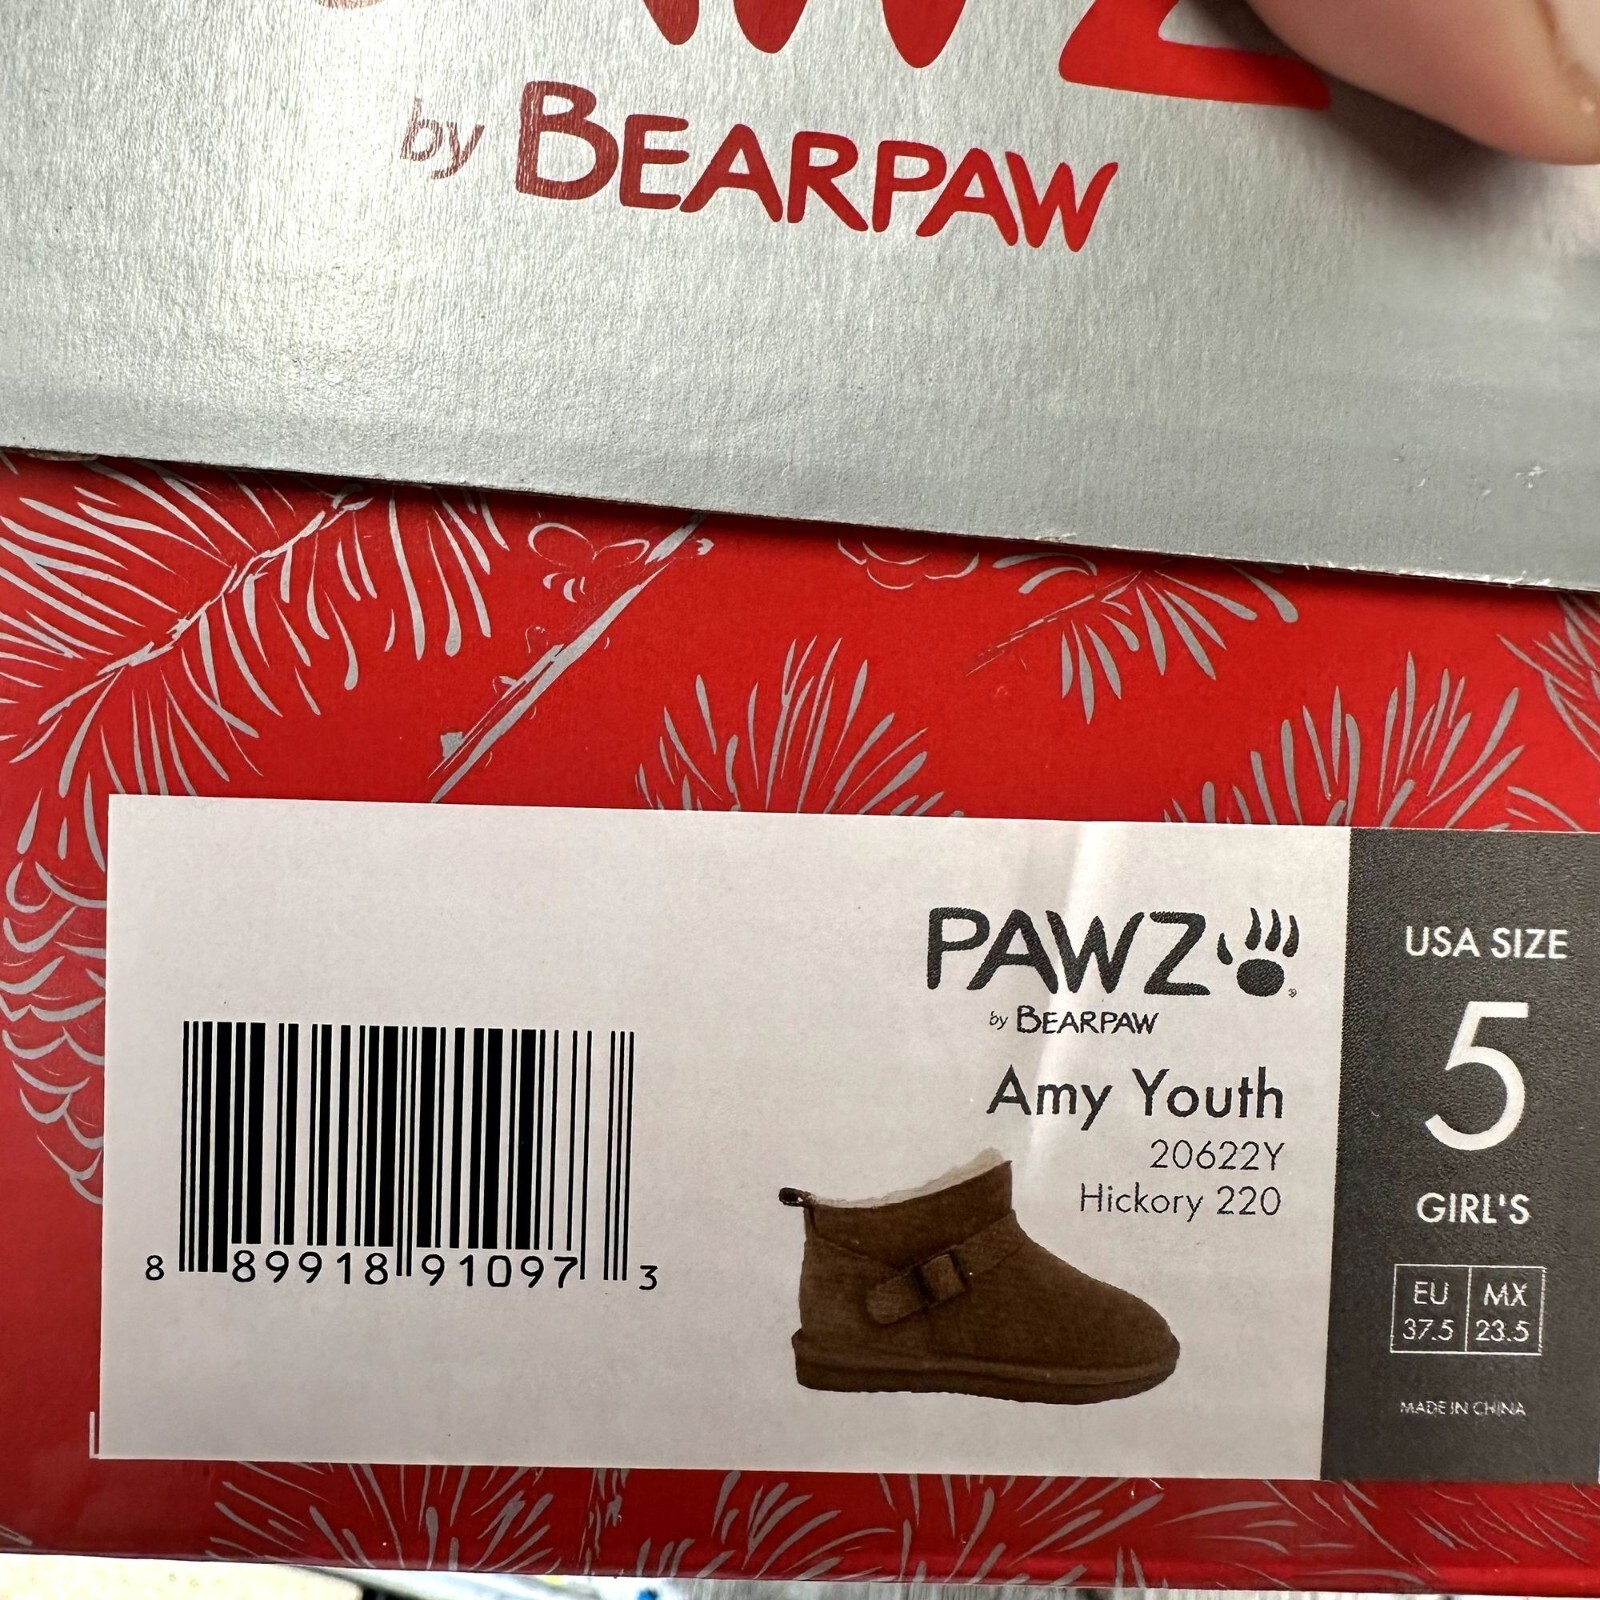 by BEARPAW
PAWZ
by BEARPAW
Amy Youth
20622Y
Hickory 220
8 89918 91097 3
USA SIZE
5
GIRL'S
EU MX
37.5 23.5
MADE IN CHINA